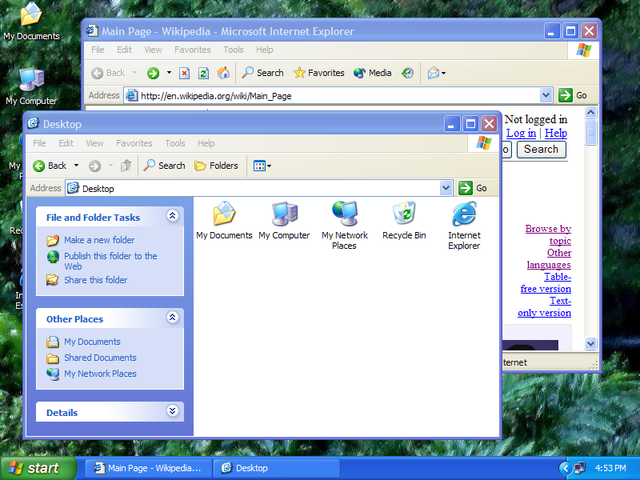 My Documents
My Computer
Main Page - Wikipedia - Microsoft Internet Explorer
File Edit View Favorites Tools Help
Back Search Favorites Media
Address http://en.wikipedia.org/wiki/Main_Page Go
Not logged in
Log in | Help
Search
Browse by
topic
Other
languages
Table-
free version
Text-
only version
Desktop
File Edit View Favorites Tools Help
Back Search Folders
Address Desktop Go
File and Folder Tasks
Make a new folder
Publish this folder to the
Web
Share this folder
Other Places
My Documents
Shared Documents
My Network Places
Details
My Documents
My Computer
My Network
Places
Recycle Bin
Internet
Explorer
start
Main Page - Wikipedia...
Desktop
4:53 PM